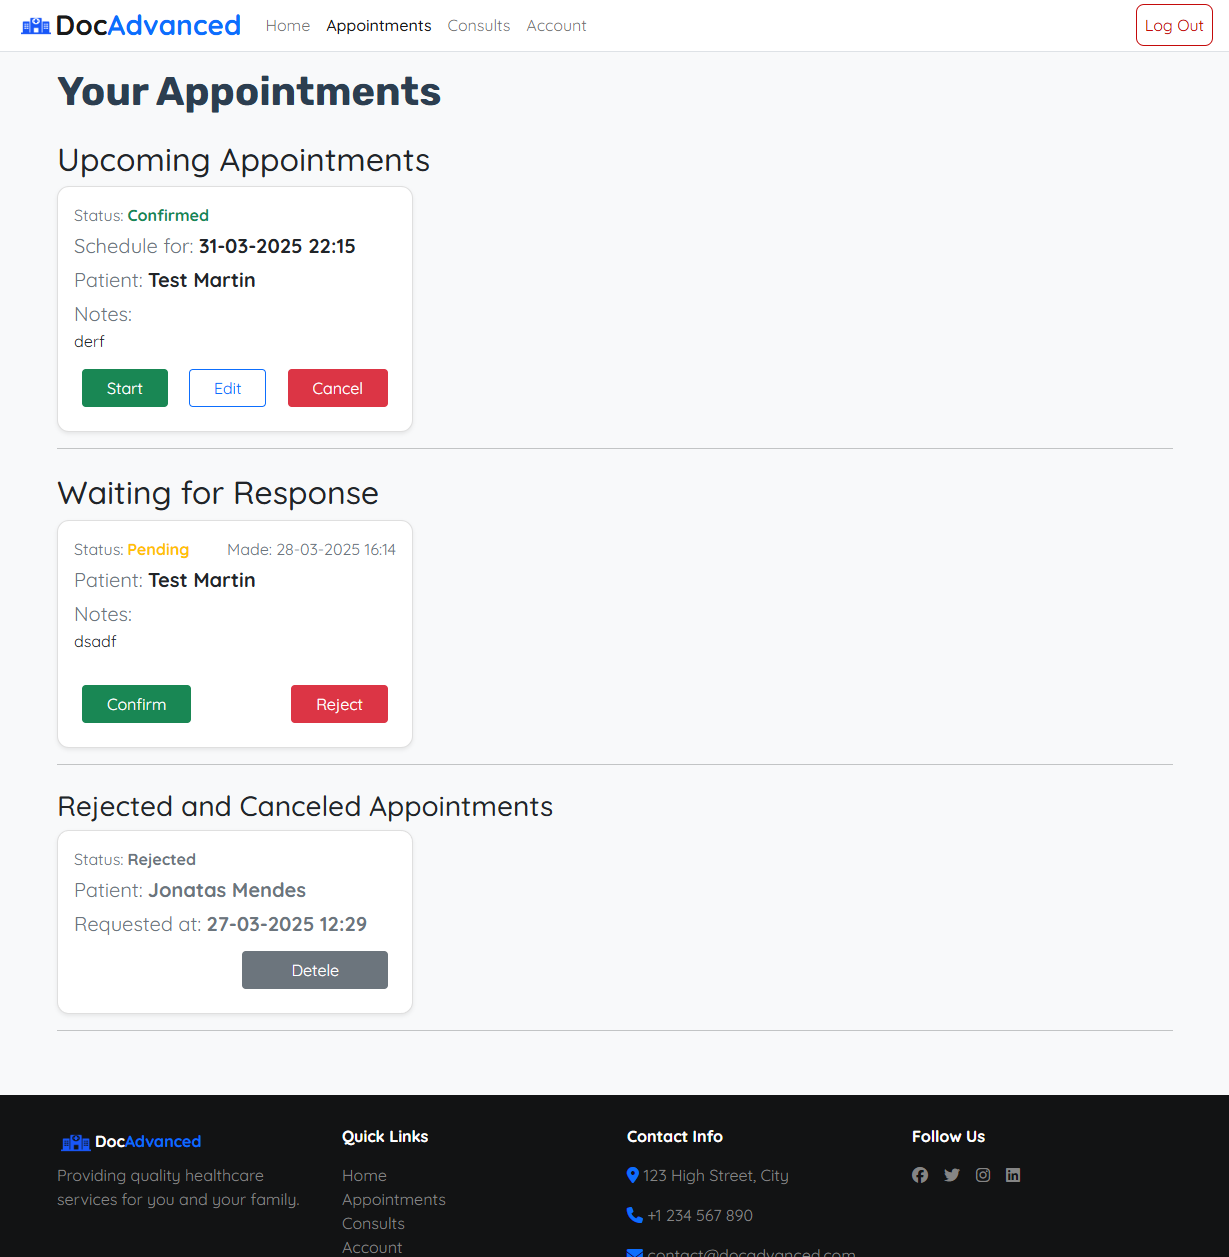 DocAdvanced Home Appointments Consults Account Log Out
Your Appointments
Upcoming Appointments
Status: Confirmed
Schedule for: 31-03-2025 22:15
Patient: Test Martin
Notes:
derf
Start Edit Cancel
Waiting for Response
Status: Pending Made: 28-03-2025 16:14
Patient: Test Martin
Notes:
dsadf
Confirm Reject
Rejected and Canceled Appointments
Status: Rejected
Patient: Jonatas Mendes
Requested at: 27-03-2025 12:29
Detele
DocAdvanced
Providing quality healthcare
services for you and your family.
Quick Links
Home
Appointments
Consults
Account
Contact Info
123 High Street, City
+1 234 567 890
contact@docadvanced.com
Follow Us